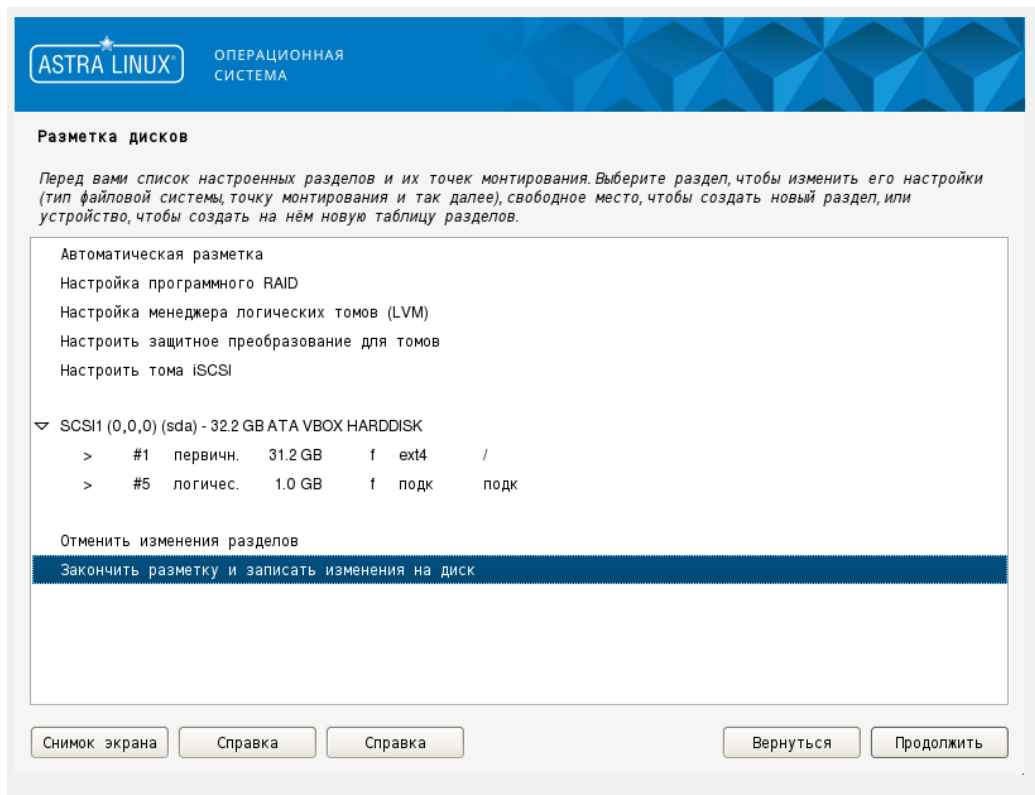 ASTRA LINUX®
ОПЕРАЦИОННАЯ
СИСТЕМА
Разметка дисков
Перед вами список настроенных разделов и их точек монтирования. Выберите раздел, чтобы изменить его настройки
(тип файловой системы, точку монтирования и так далее), свободное место, чтобы создать новый раздел, или
устройство, чтобы создать на нём новую таблицу разделов.
Автоматическая разметка
Настройка программного RAID
Настройка менеджера логических томов (LVM)
Настроить защитное преобразование для томов
Настроить тома iSCSI
SCSI1 (0,0,0) (sda) - 32.2 GB ATA VBOX HARDDISK
> #1 первичн. 31.2 GB f ext4 /
> #5 логичес. 1.0 GB f подк подк
Отменить изменения разделов
Закончить разметку и записать изменения на диск
Снимок экрана Справка Справка Вернуться Продолжить